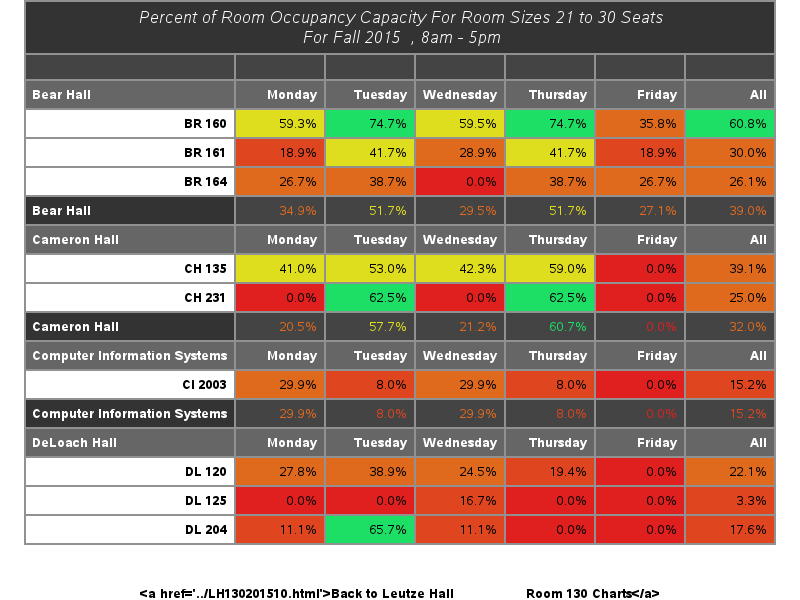 Percent of Room Occupancy Capacity For Room Sizes 21 to 30 Seats
For Fall 2015 , 8am - 5pm
Bear Hall Monday Tuesday Wednesday Thursday Friday All
BR 160 59.3% 74.7% 59.5% 74.7% 35.8% 60.8%
BR 161 18.9% 41.7% 28.9% 41.7% 18.9% 30.0%
BR 164 26.7% 38.7% 0.0% 38.7% 26.7% 26.1%
Bear Hall 34.9% 51.7% 29.5% 51.7% 27.1% 39.0%
Cameron Hall Monday Tuesday Wednesday Thursday Friday All
CH 135 41.0% 53.0% 42.3% 59.0% 0.0% 39.1%
CH 231 0.0% 62.5% 0.0% 62.5% 0.0% 25.0%
Cameron Hall 20.5% 57.7% 21.2% 60.7% 0.0% 32.0%
Computer Information Systems Monday Tuesday Wednesday Thursday Friday All
CI 2003 29.9% 8.0% 29.9% 8.0% 0.0% 15.2%
Computer Information Systems 29.9% 8.0% 29.9% 8.0% 0.0% 15.2%
DeLoach Hall Monday Tuesday Wednesday Thursday Friday All
DL 120 27.8% 38.9% 24.5% 19.4% 0.0% 22.1%
DL 125 0.0% 0.0% 16.7% 0.0% 0.0% 3.3%
DL 204 11.1% 65.7% 11.1% 0.0% 0.0% 17.6%
<a href='../LH130201510.html'>Back to Leutze Hall Room 130 Charts</a>